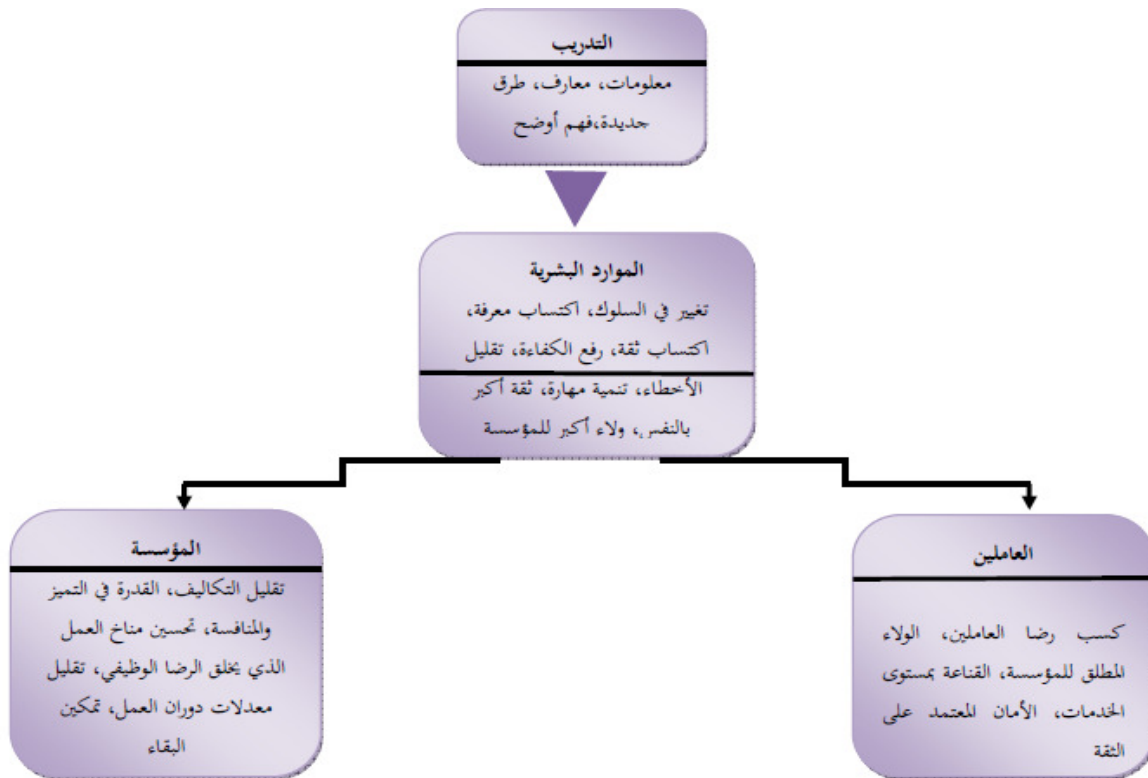 التدريب
معلومات، معارف، طرق
جديدة،فهم أوضح
الموارد البشرية
تغيير في السلوك، اكتساب معرفة،
اكتساب ثقة، رفع الكفاءة، تقليل
الأخطاء، تنمية مهارة، ثقة أكبر
بالنفس، ولاء أكبر للمؤسسة
العاملين
كسب رضا العاملين، الولاء
المطلق للمؤسسة، القناعة بمستوى
الخدمات، الأمان المعتمد على
الثقة
المؤسسة
تقليل التكاليف، القدرة في التميز
والمنافسة، تحسين مناخ العمل
الذي يخلق الرضا الوظيفي، تقليل
معدلات دوران العمل، تمكين
البقاء